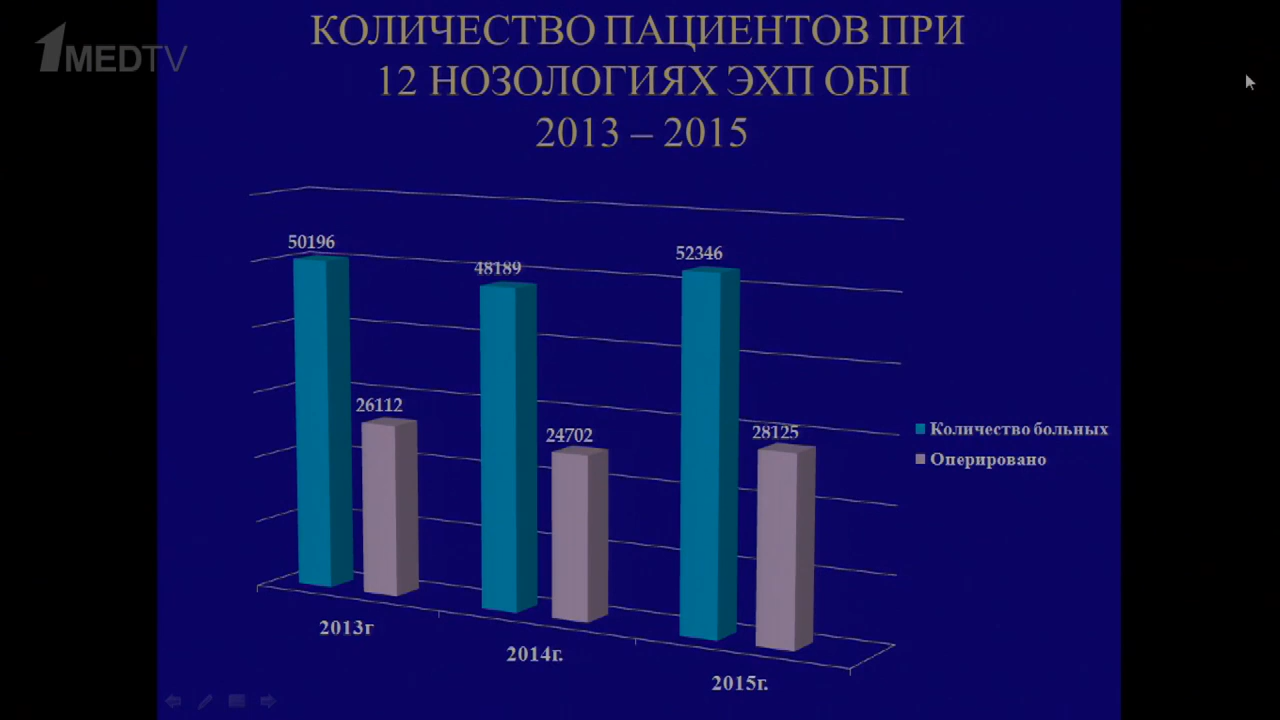 1MEDTV
КОЛИЧЕСТВО ПАЦИЕНТОВ ПРИ
12 НОЗОЛОГИЯХ ЭХП ОБП
2013 – 2015
50196
48189
52346
26112
24702
28125
Количество больных
Оперировано
2013г
2014г.
2015г.